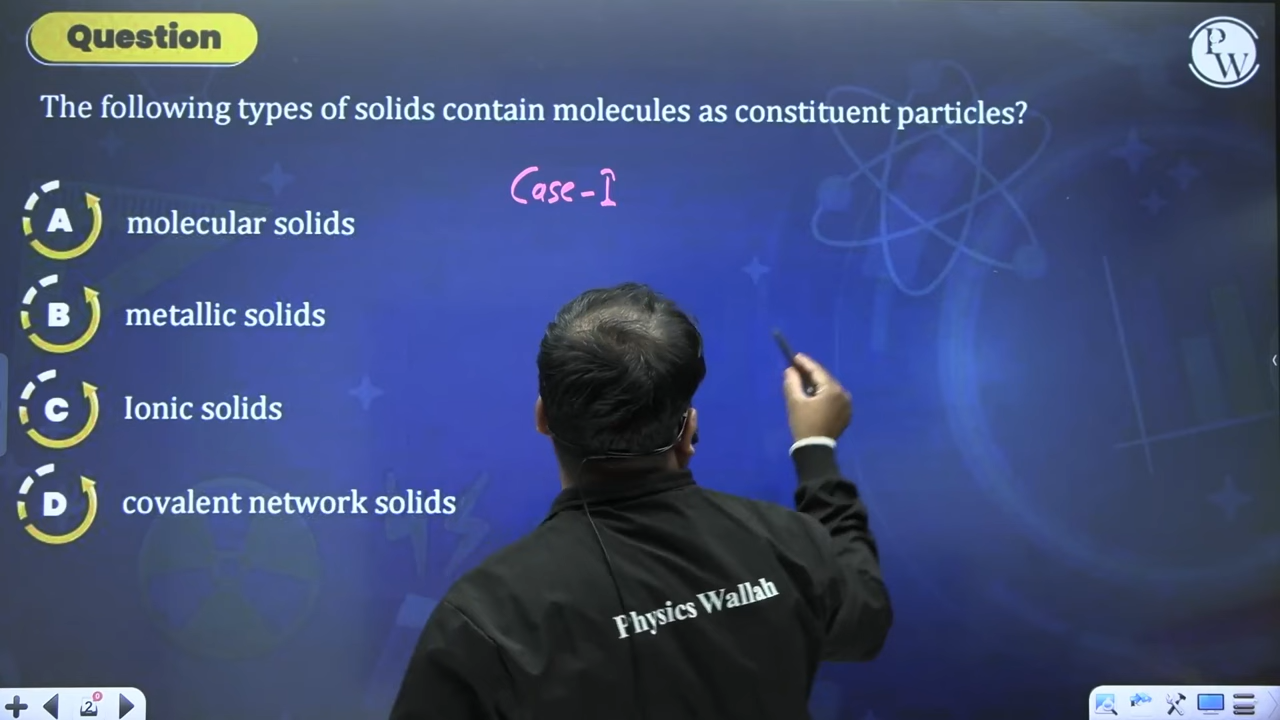 Question
PW
The following types of solids contain molecules as constituent particles?
Case-I
A molecular solids
B metallic solids
C Ionic solids
D covalent network solids
Physics Wallah
2